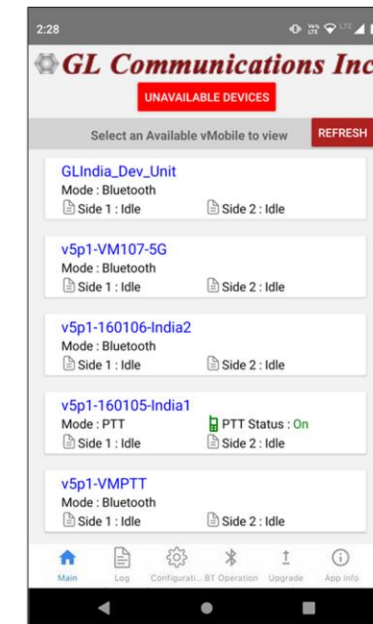 2:28
VoLTE LTE
GL Communications Inc
UNAVAILABLE DEVICES
Select an Available vMobile to view REFRESH
GLIndia_Dev_Unit
Mode : Bluetooth
Side 1 : Idle Side 2 : Idle
v5p1-VM107-5G
Mode : Bluetooth
Side 1 : Idle Side 2 : Idle
v5p1-160106-India2
Mode : Bluetooth
Side 1 : Idle Side 2 : Idle
v5p1-160105-India1
Mode : PTT PTT Status : On
Side 1 : Idle Side 2 : Idle
v5p1-VMPTT
Mode : Bluetooth
Side 1 : Idle Side 2 : Idle
Main Log Configurati... BT Operation Upgrade App Info